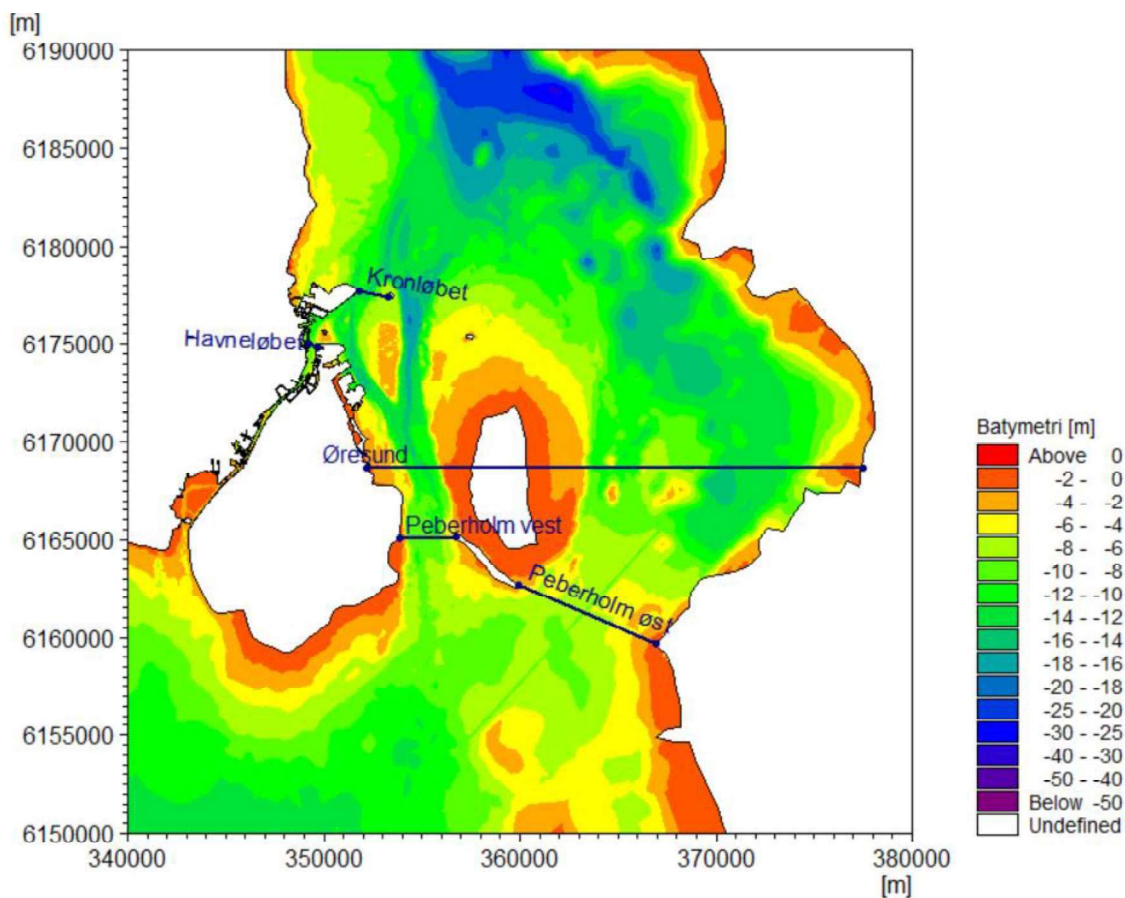 [m]
6190000
6185000
6180000
6175000
6170000
6165000
6160000
6155000
6150000
340000 350000 360000 370000 380000
[m]
Kronløbet
Havneløbet
Øresund
Peberholm vest
Peberholm øst
Batymetri [m]
Above 0
-2 - 0
-4 - -2
-6 - -4
-8 - -6
-10 - -8
-12 - -10
-14 - -12
-16 - -14
-18 - -16
-20 - -18
-25 - -20
-30 - -25
-40 - -30
-50 - -40
Below -50
Undefined